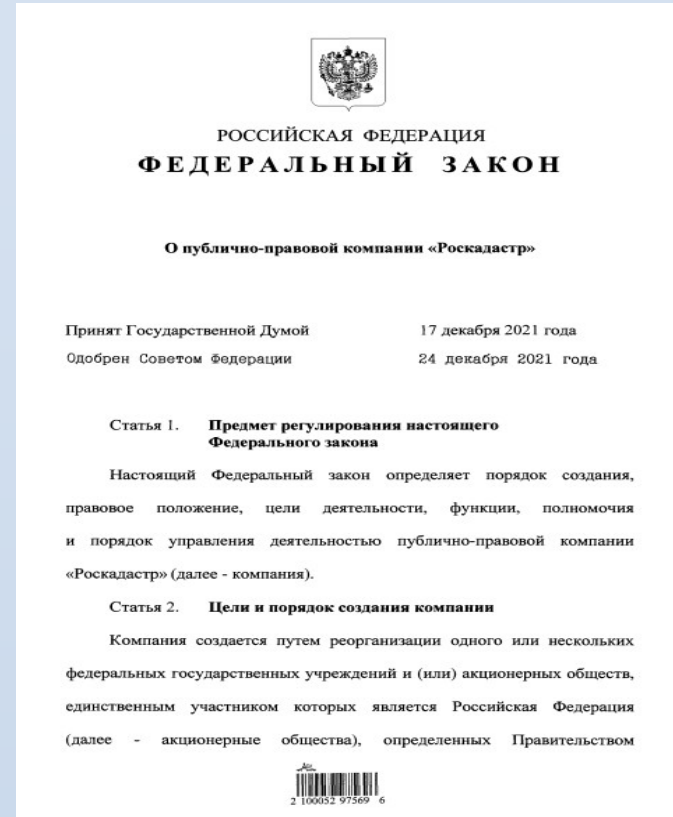 РОССИЙСКАЯ ФЕДЕРАЦИЯ
ФЕДЕРАЛЬНЫЙ ЗАКОН
О публично-правовой компании «Роскадастр»
Принят Государственной Думой 17 декабря 2021 года
Одобрен Советом Федерации 24 декабря 2021 года
Статья 1. Предмет регулирования настоящего
Федерального закона
Настоящий Федеральный закон определяет порядок создания,
правовое положение, цели деятельности, функции, полномочия
и порядок управления деятельностью публично-правовой компании
«Роскадастр» (далее - компания).
Статья 2. Цели и порядок создания компании
Компания создается путем реорганизации одного или нескольких
федеральных государственных учреждений и (или) акционерных обществ,
единственным участником которых является Российская Федерация
(далее - акционерные общества), определенных Правительством
2 100052 97569 6